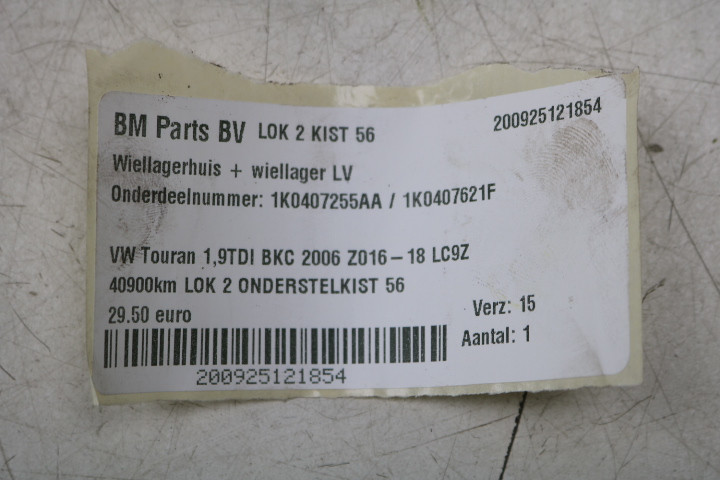 BM Parts BV LOK 2 KIST 56
200925121854
Wiellagerhuis + wiellager LV
Onderdeelnummer: 1K0407255AA / 1K0407621F
VW Touran 1,9TDI BKC 2006 Z016-18 LC9Z
40900km LOK 2 ONDERSTELKIST 56
29.50 euro
Verz: 15
Aantal: 1
200925121854